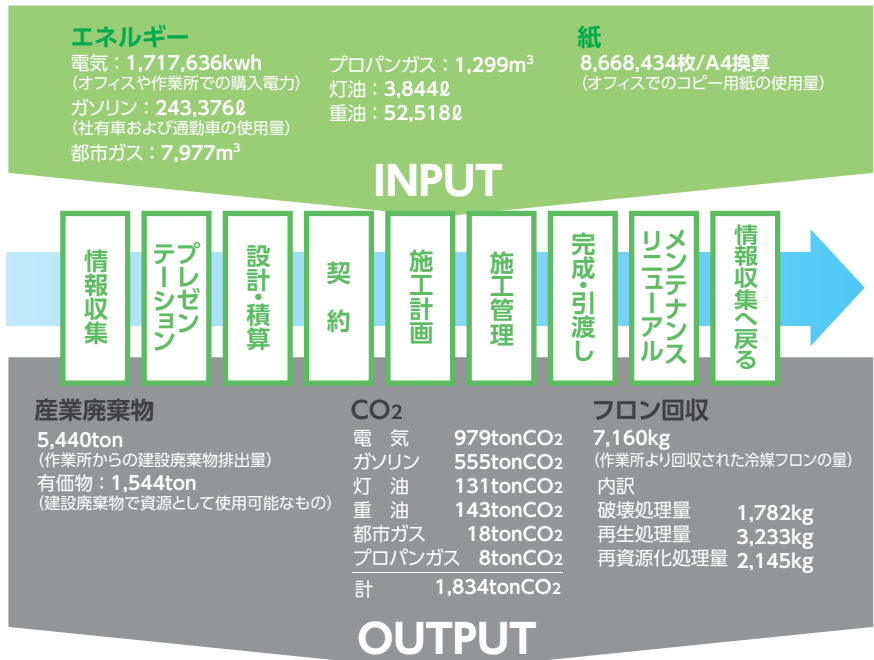 エネルギー
電気：1,717,636kwh
（オフィスや作業所での購入電力）
ガソリン：243,376ℓ
（社有車および通勤車の使用量）
都市ガス：7,977m³
プロパンガス：1,299m³
灯油：3,844ℓ
重油：52,518ℓ
紙
8,668,434枚/A4換算
（オフィスでのコピー用紙の使用量）
INPUT
情報収集
プレゼン
テーション
設計・積算
契約
施工計画
施工管理
完成・引渡し
メンテナンス
リニューアル
情報収集へ戻る
産業廃棄物
5,440ton
（作業所からの建設廃棄物排出量）
有価物：1,544ton
（建設廃棄物で資源として使用可能なもの）
CO2
電気 979tonCO2
ガソリン 555tonCO2
灯油 131tonCO2
重油 143tonCO2
都市ガス 18tonCO2
プロパンガス 8tonCO2
計 1,834tonCO2
フロン回収
7,160kg
（作業所より回収された冷媒フロンの量）
内訳
破壊処理量 1,782kg
再生処理量 3,233kg
再資源化処理量 2,145kg
OUTPUT